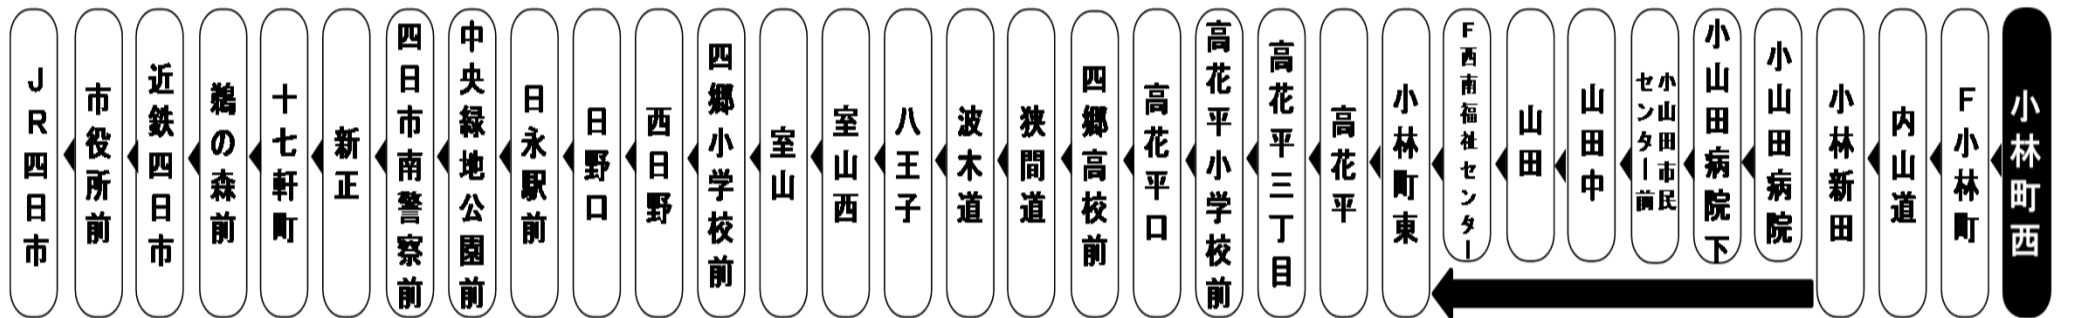 小林町西
F小林町
内山道
小林新田
小山田病院
小山田病院下
小山田市民
センター前
山田中
山田
F西南福祉センター
小林町東
高花平
高花平三丁目
高花平小学校前
高花平口
四郷高校前
狭間道
波木道
八王子
室山西
室山
四郷小学校前
西日野
日野口
日永駅前
中央緑地公園前
四日市南警察前
新正
十七軒町
鵜の森前
近鉄四日市
市役所前
JR四日市